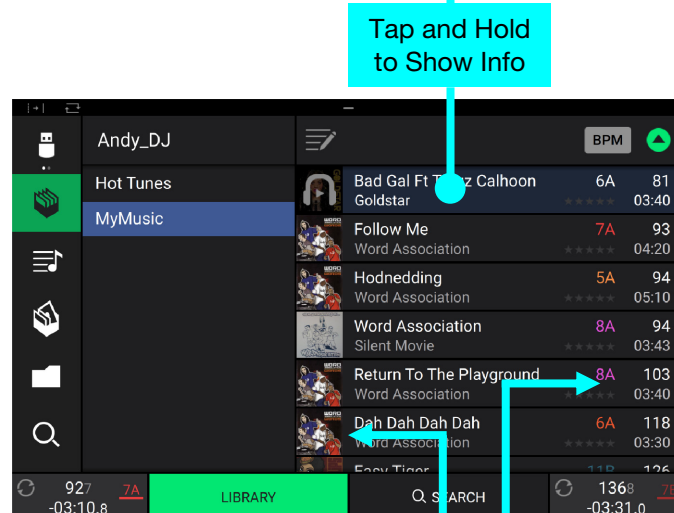 Tap and Hold
to Show Info
Andy_DJ
BPM
Hot Tunes
MyMusic
Bad Gal Ft Calhoon 6A 81
Goldstar 03:40
Follow Me 7A 93
Word Association 04:20
Hodnedding 5A 94
Word Association 05:10
Word Association 8A 94
Silent Movie 03:43
Return To The Playground 8A 103
Word Association 03:40
Dah Dah Dah Dah 6A 118
Word Association 03:30
Easy Tiger 11B 126
927 7A
-03:10.8
LIBRARY
SEARCH
1368
-03:31.0